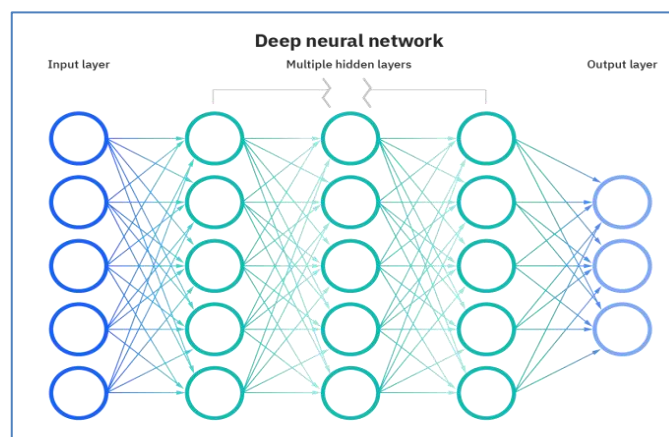 Deep neural network
Input layer
Multiple hidden layers
Output layer